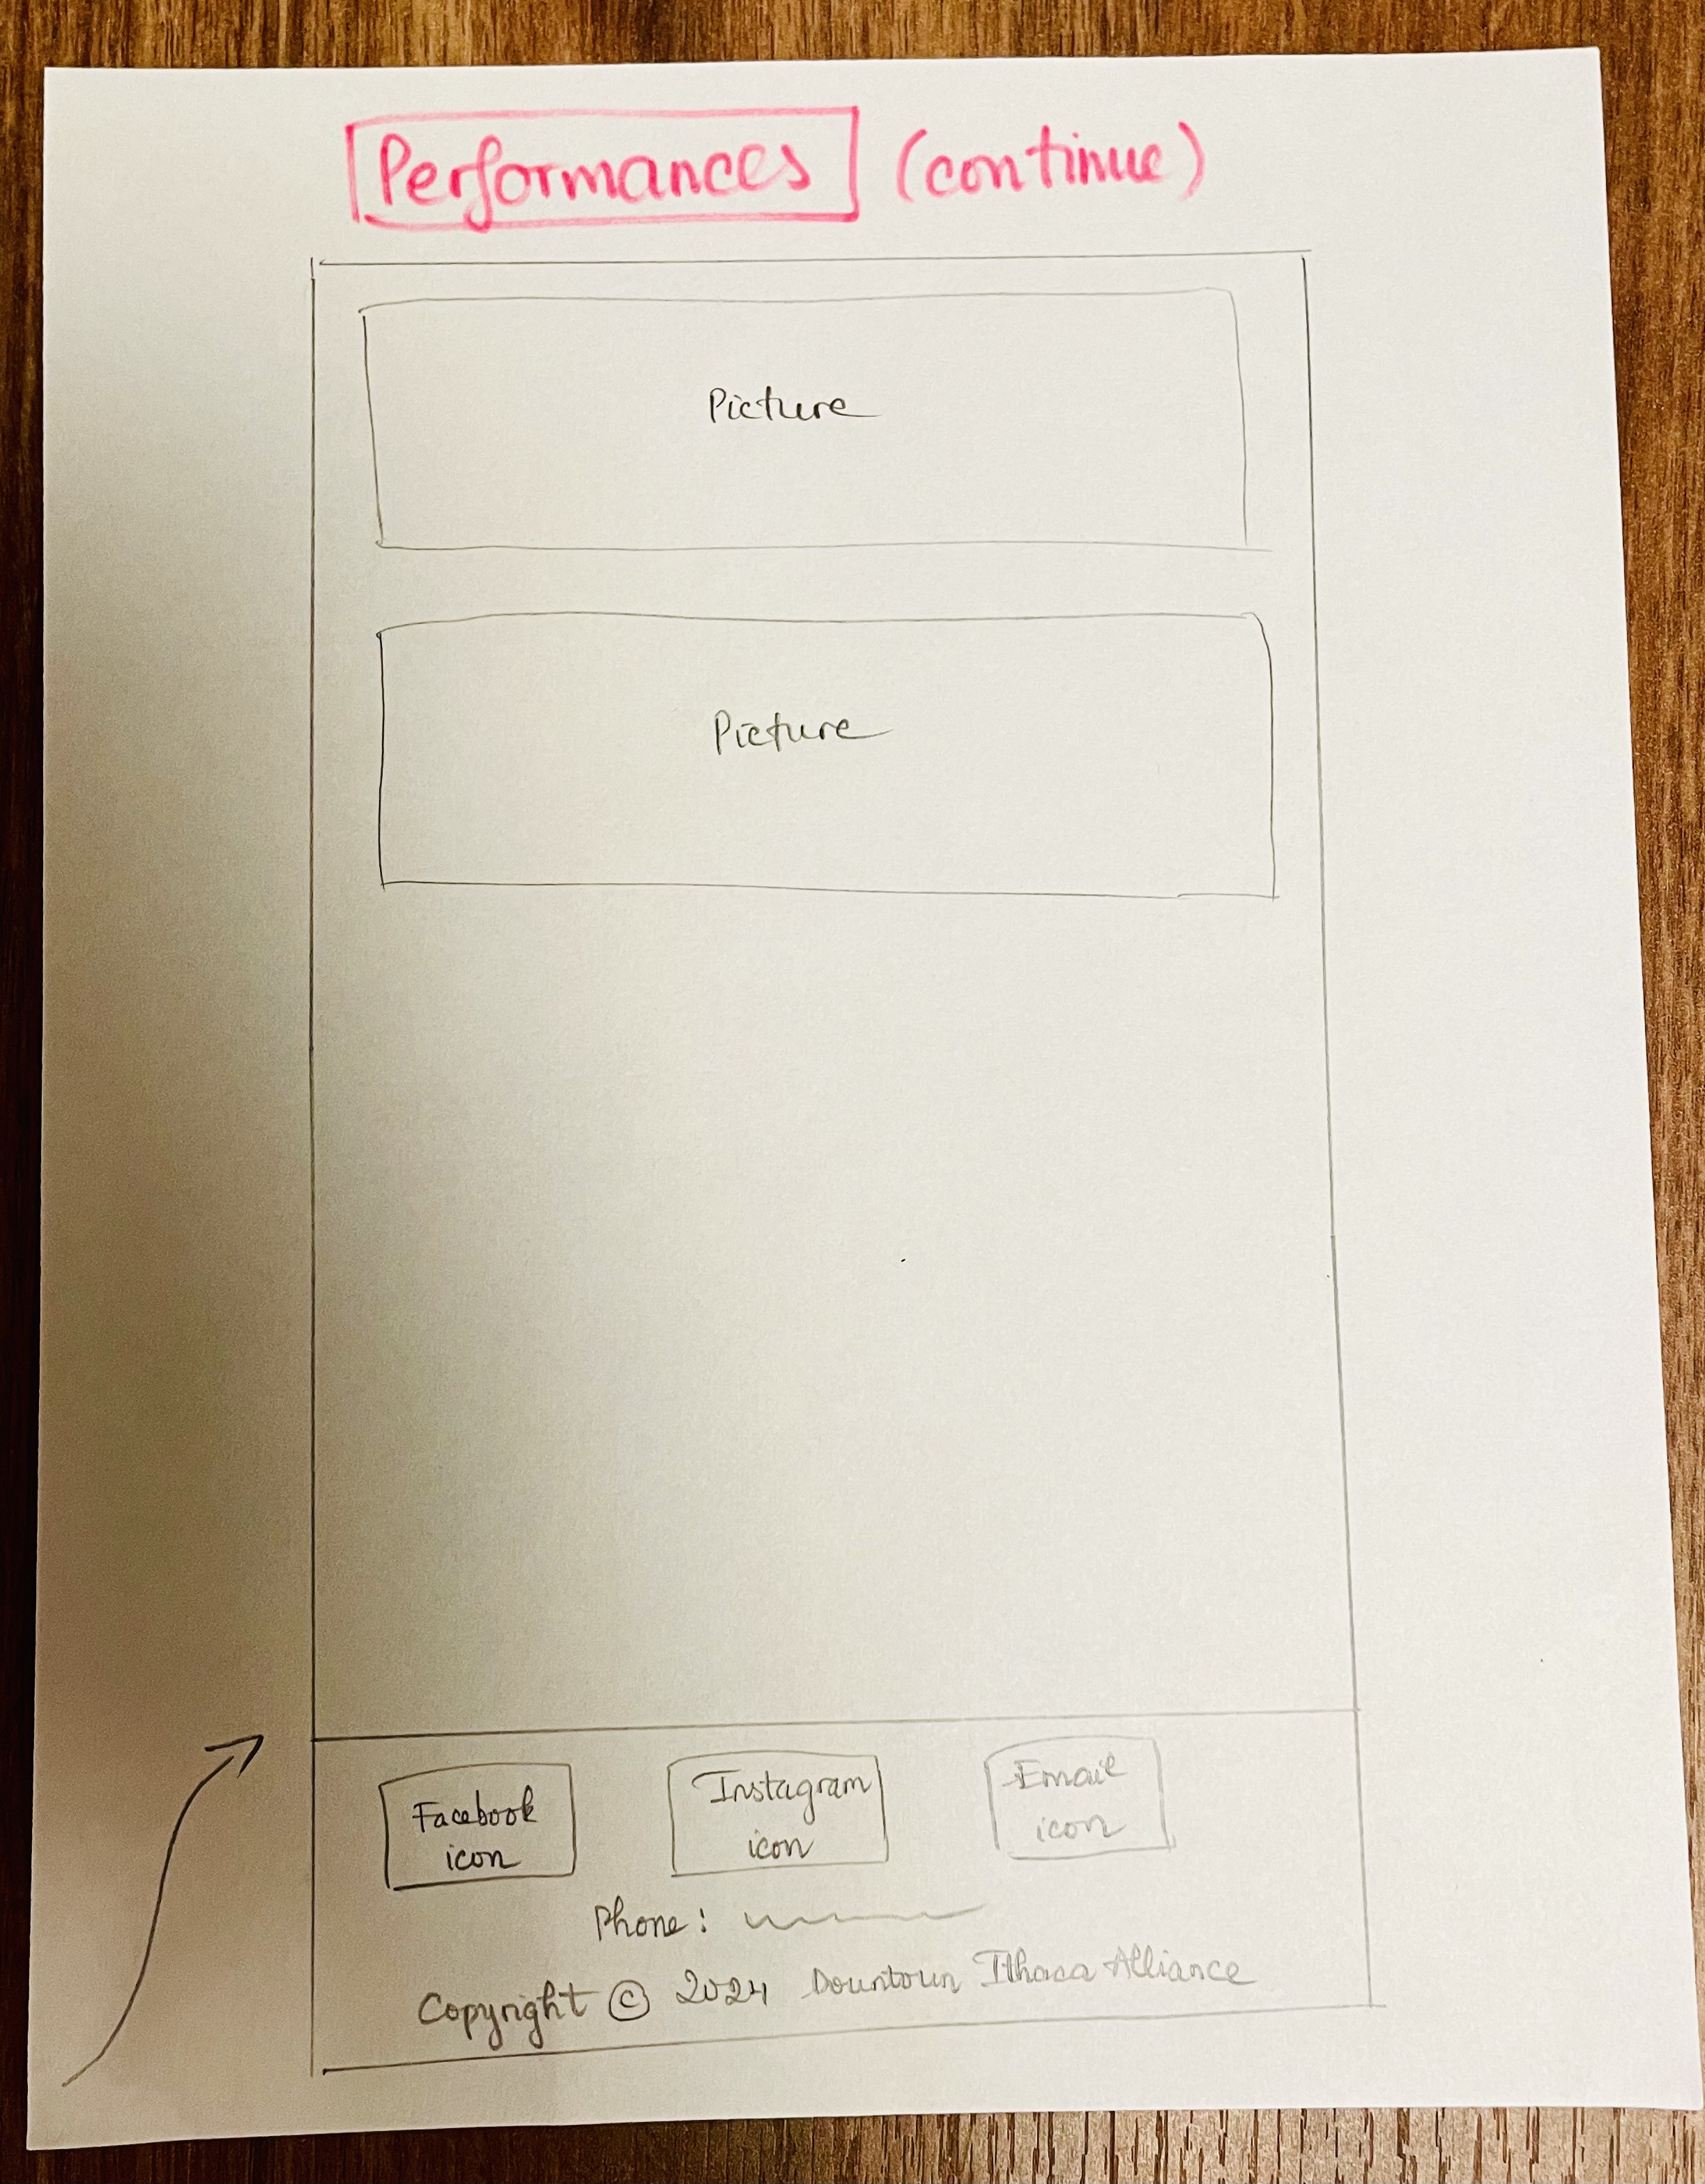 Performances (continue)
Picture
Picture
Facebook
icon
Instagram
icon
Email
icon
Phone:
Copyright © 2024 Downtown Ithaca Alliance